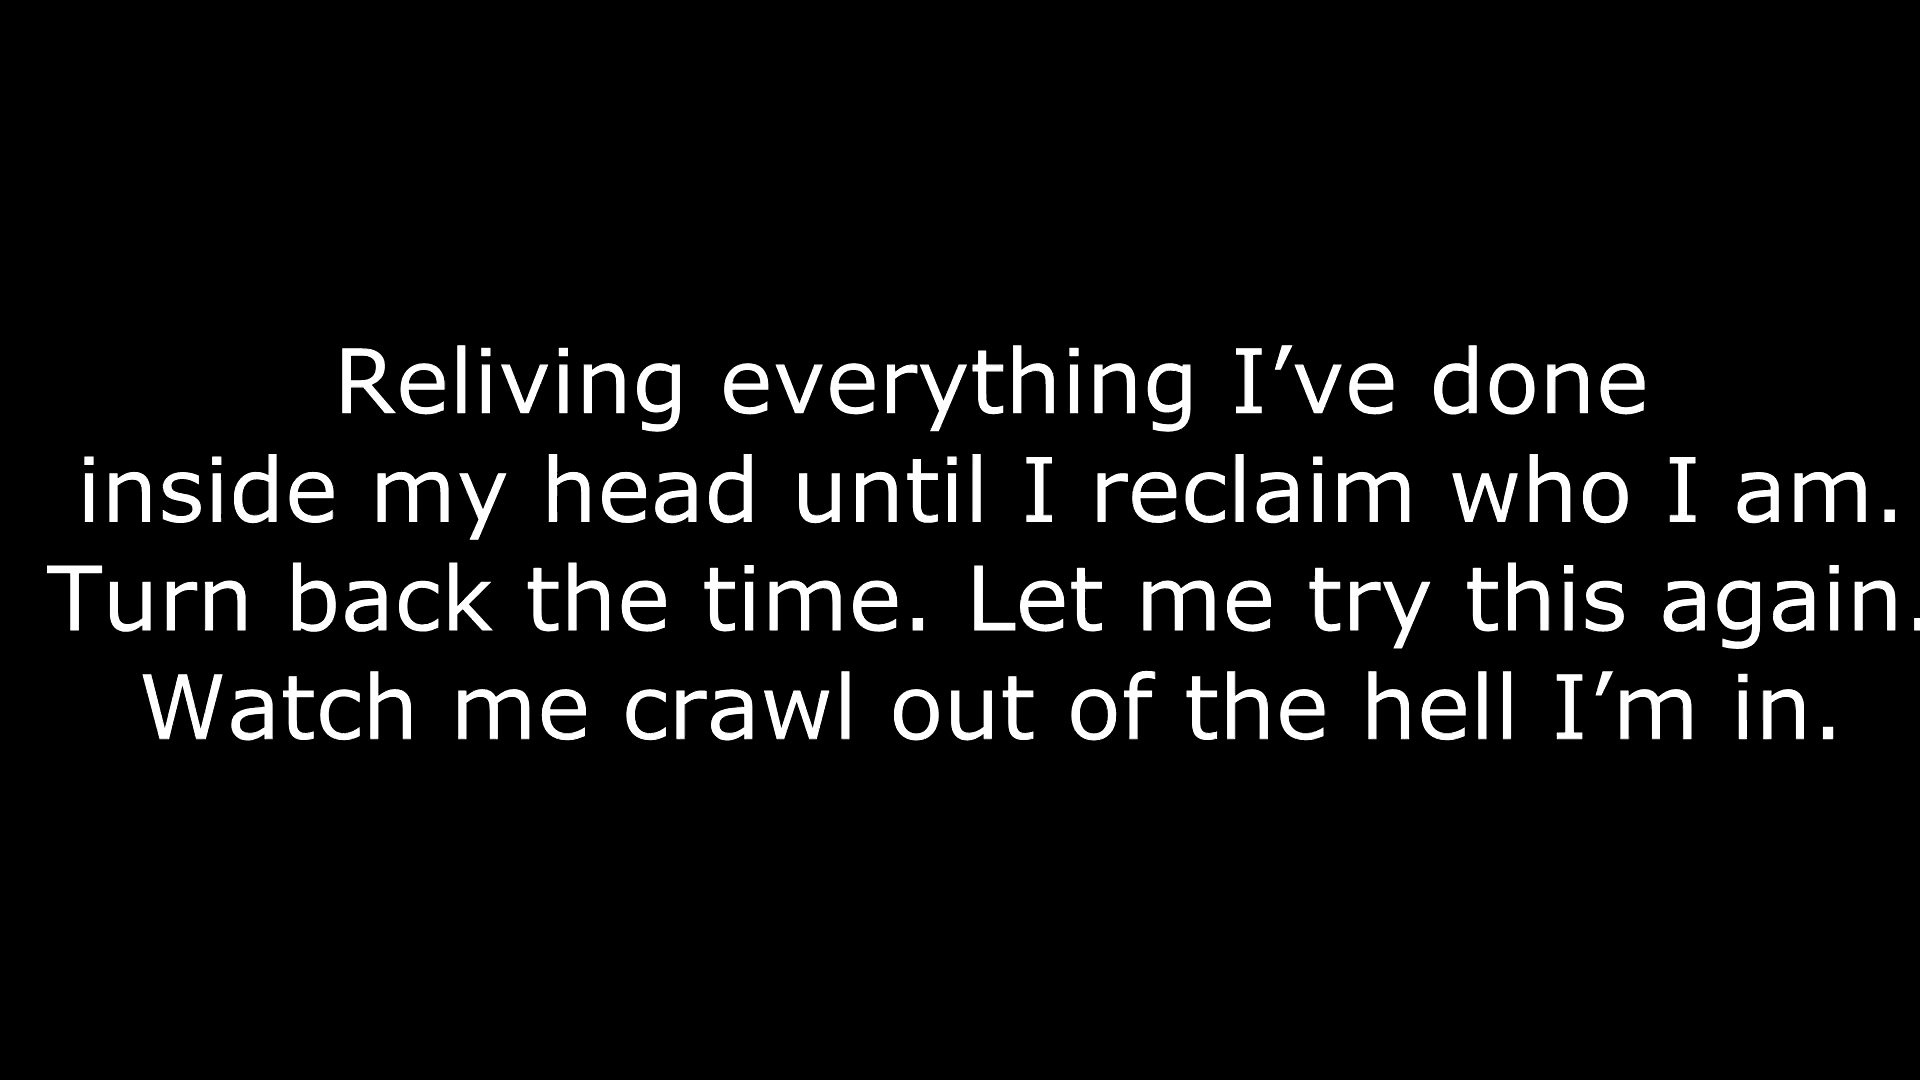 Reliving everything I’ve done
inside my head until I reclaim who I am.
Turn back the time. Let me try this again.
Watch me crawl out of the hell I’m in.